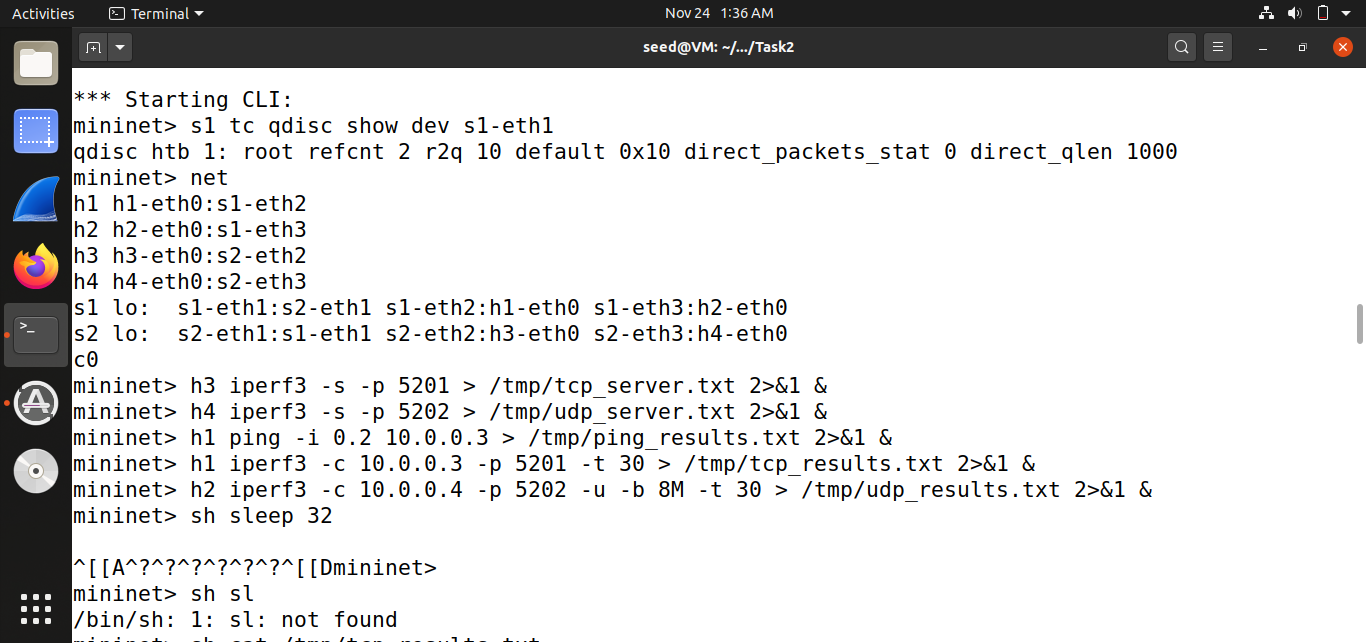 Activities Terminal Nov 24 1:36 AM
seed@VM: ~/.../Task2
*** Starting CLI:
mininet> s1 tc qdisc show dev s1-eth1
qdisc htb 1: root refcnt 2 r2q 10 default 0x10 direct_packets_stat 0 direct_qlen 1000
mininet> net
h1 h1-eth0:s1-eth2
h2 h2-eth0:s1-eth3
h3 h3-eth0:s2-eth2
h4 h4-eth0:s2-eth3
s1 lo:  s1-eth1:s2-eth1 s1-eth2:h1-eth0 s1-eth3:h2-eth0
s2 lo:  s2-eth1:s1-eth1 s2-eth2:h3-eth0 s2-eth3:h4-eth0
c0
mininet> h3 iperf3 -s -p 5201 > /tmp/tcp_server.txt 2>&1 &
mininet> h4 iperf3 -s -p 5202 > /tmp/udp_server.txt 2>&1 &
mininet> h1 ping -i 0.2 10.0.0.3 > /tmp/ping_results.txt 2>&1 &
mininet> h1 iperf3 -c 10.0.0.3 -p 5201 -t 30 > /tmp/tcp_results.txt 2>&1 &
mininet> h2 iperf3 -c 10.0.0.4 -p 5202 -u -b 8M -t 30 > /tmp/udp_results.txt 2>&1 &
mininet> sh sleep 32
^[[A^?^?^?^?^?^?^[[Dmininet>
mininet> sh sl
/bin/sh: 1: sl: not found
mininet> sh cat /tmp/tcp_results.txt